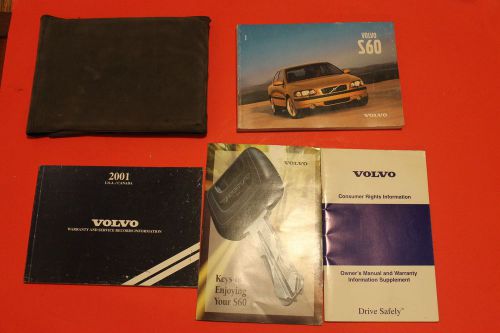 VOLVO
S60
2001
U.S.A./CANADA
VOLVO
WARRANTY AND SERVICE RECORDS INFORMATION
VOLVO
Keys to
Enjoying
Your S60
VOLVO
Consumer Rights Information
Owner's Manual and Warranty
Information Supplement
Drive Safely